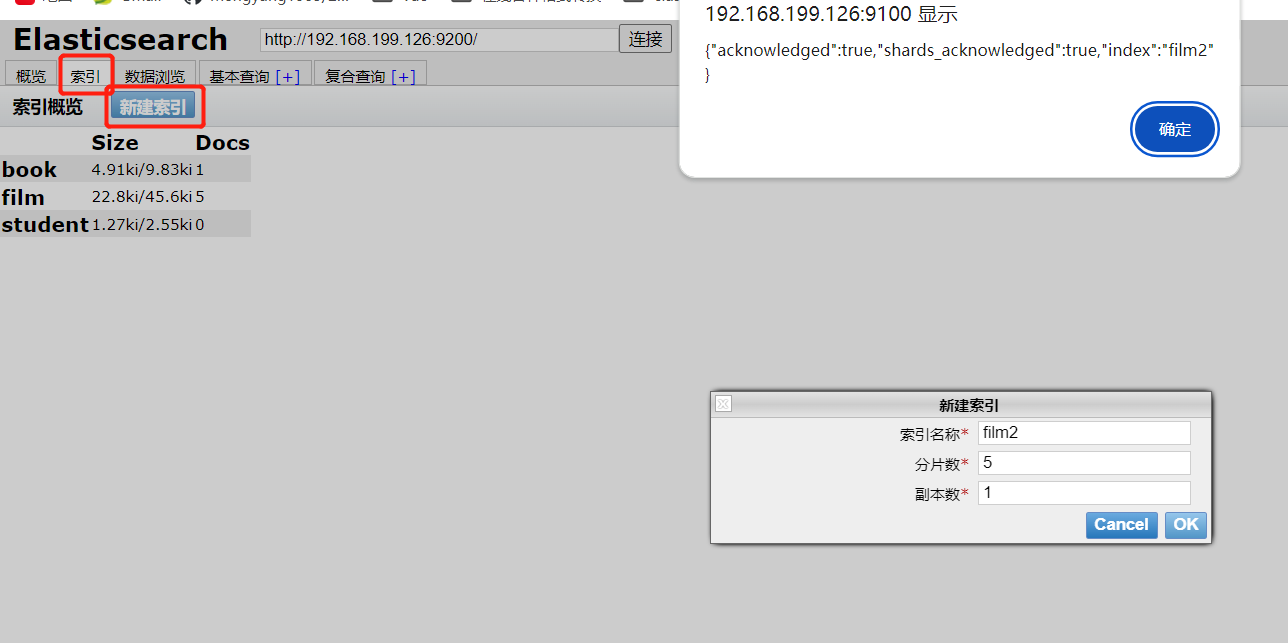 192.168.199.126:9100 显示
{"acknowledged":true,"shards_acknowledged":true,"index":"film2"
}
确定
Elasticsearch
http://192.168.199.126:9200/
连接
概览 索引 数据浏览 基本查询 [+] 复合查询 [+]
索引概览 新建索引
Size Docs
book 4.91ki/9.83ki 1
film 22.8ki/45.6ki 5
student 1.27ki/2.55ki 0
新建索引
索引名称* film2
分片数* 5
副本数* 1
Cancel OK